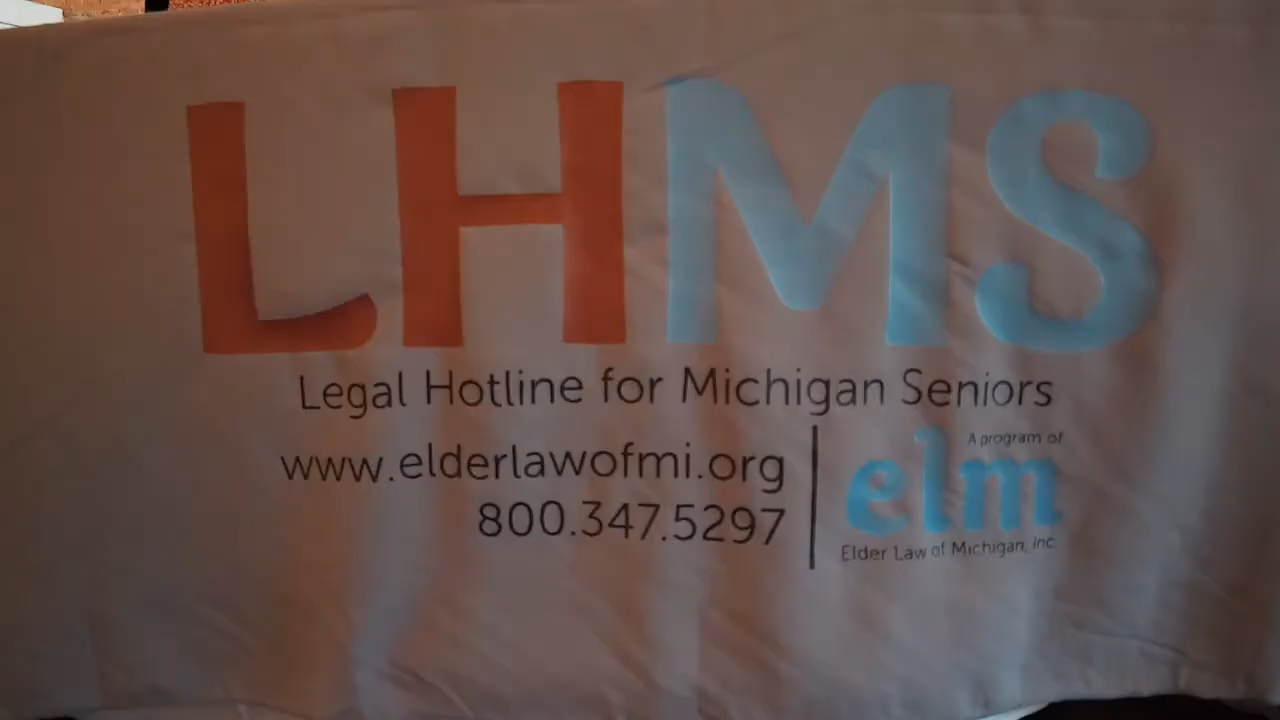 LHMS
Legal Hotline for Michigan Seniors
www.elderlawofmi.org
800.347.5297
A program of
elm
Elder Law of Michigan, Inc.